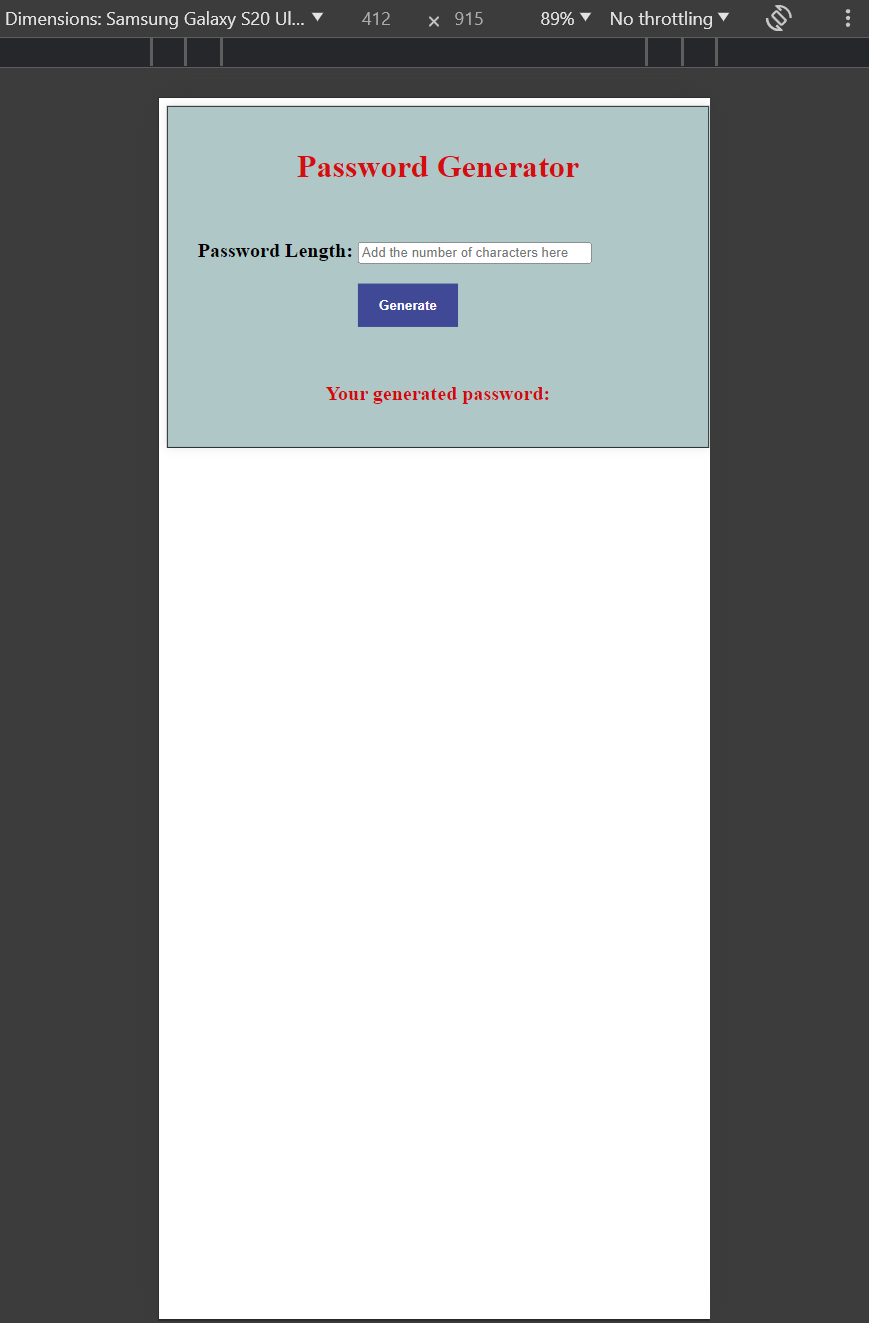 Dimensions: Samsung Galaxy S20 Ul... 412 × 915 89% No throttling
Password Generator
Password Length: Add the number of characters here
Generate
Your generated password: